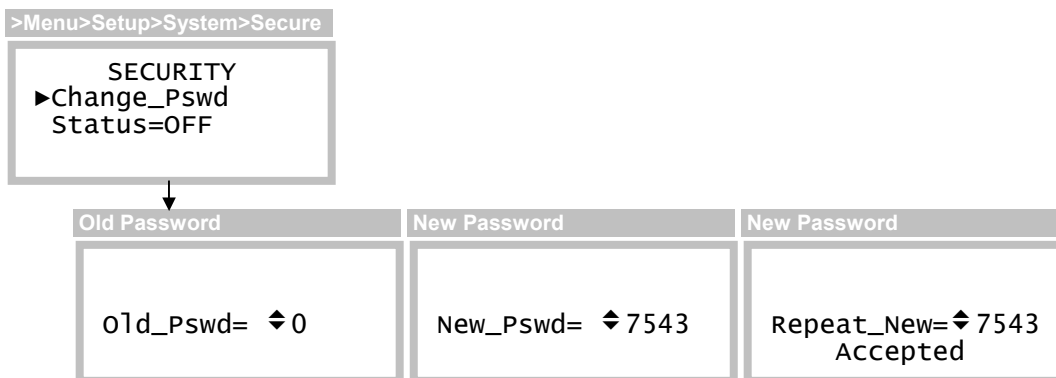 >Menu>Setup>System>Secure
SECURITY
►Change_Pswd
Status=OFF
Old Password
New Password
New Password
Old_Pswd= 0
New_Pswd= 7543
Repeat_New= 7543
Accepted